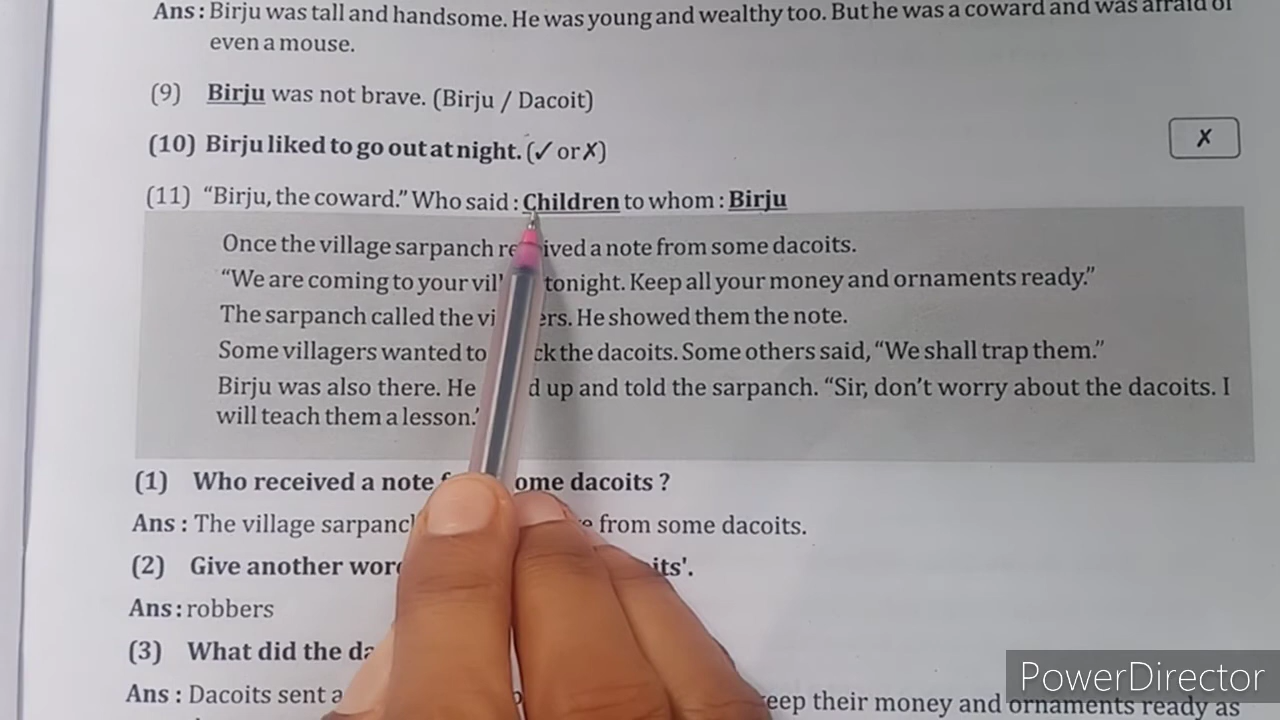 Ans : Birju was tall and handsome. He was young and wealthy too. But he was a coward and was afraid of
even a mouse.
(9) Birju was not brave. (Birju / Dacoit)
(10) Birju liked to go out at night. (✓ or ✗) ✗
(11) “Birju, the coward.” Who said : Children to whom : Birju
Once the village sarpanch received a note from some dacoits.
“We are coming to your tonight. Keep all your money and ornaments ready.”
The sarpanch called the He showed them the note.
Some villagers wanted to the dacoits. Some others said, “We shall trap them.”
Birju was also there. He up and told the sarpanch. “Sir, don’t worry about the dacoits. I
will teach them a lesson.
(1) Who received a note some dacoits ?
Ans : The village sarpanch from some dacoits.
(2) Give another
Ans : robbers
(3) What did the
Ans : Dacoits sent a their money and ornaments ready as
PowerDirector